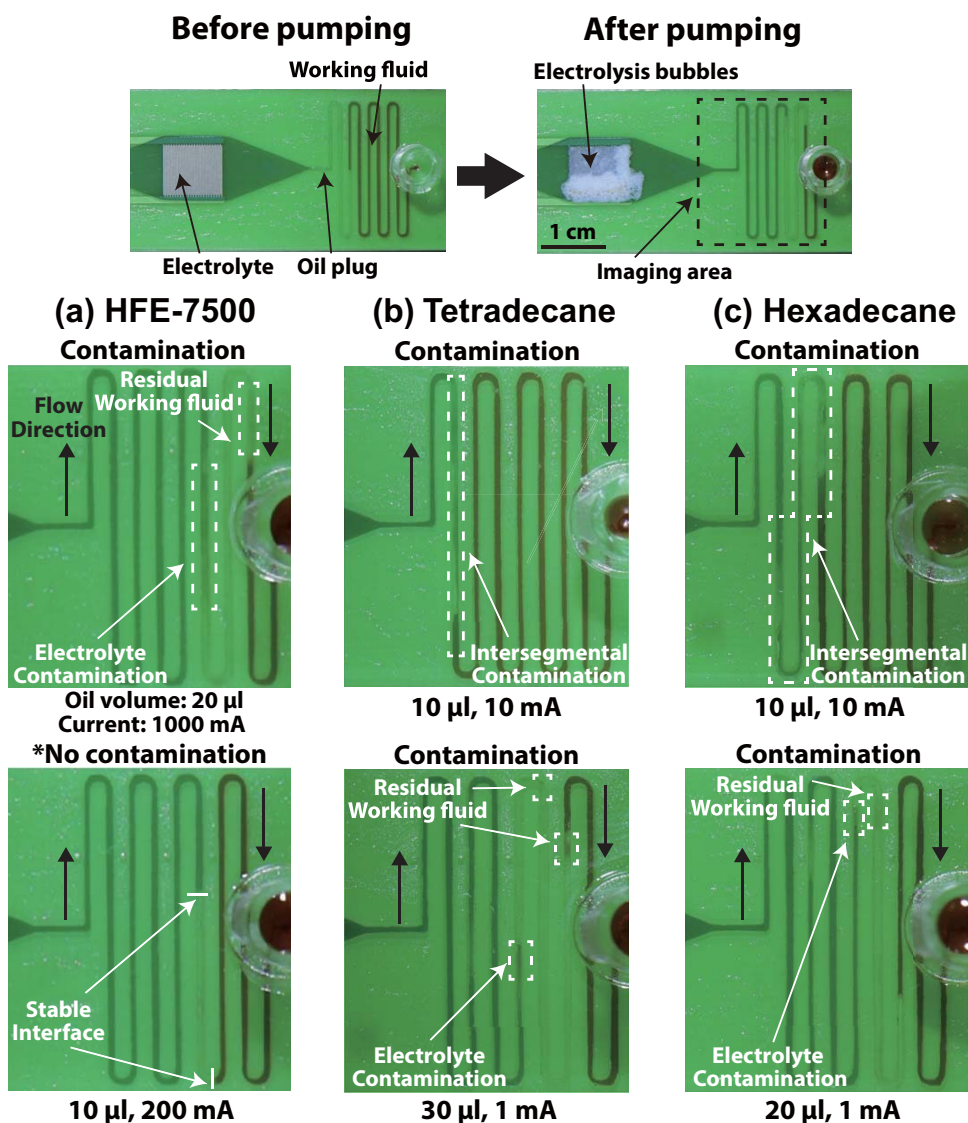 Before pumping
After pumping
Working fluid
Electrolysis bubbles
Electrolyte
Oil plug
1 cm
Imaging area
(a) HFE-7500
(b) Tetradecane
(c) Hexadecane
Contamination
Contamination
Contamination
Residual
Working fluid
Flow
Direction
Electrolyte
Contamination
Intersegmental
Contamination
Intersegmental
Contamination
Oil volume: 20 µl
Current: 1000 mA
10 µl, 10 mA
10 µl, 10 mA
*No contamination
Contamination
Contamination
Residual
Working fluid
Residual
Working fluid
Stable
Interface
Electrolyte
Contamination
Electrolyte
Contamination
10 µl, 200 mA
30 µl, 1 mA
20 µl, 1 mA